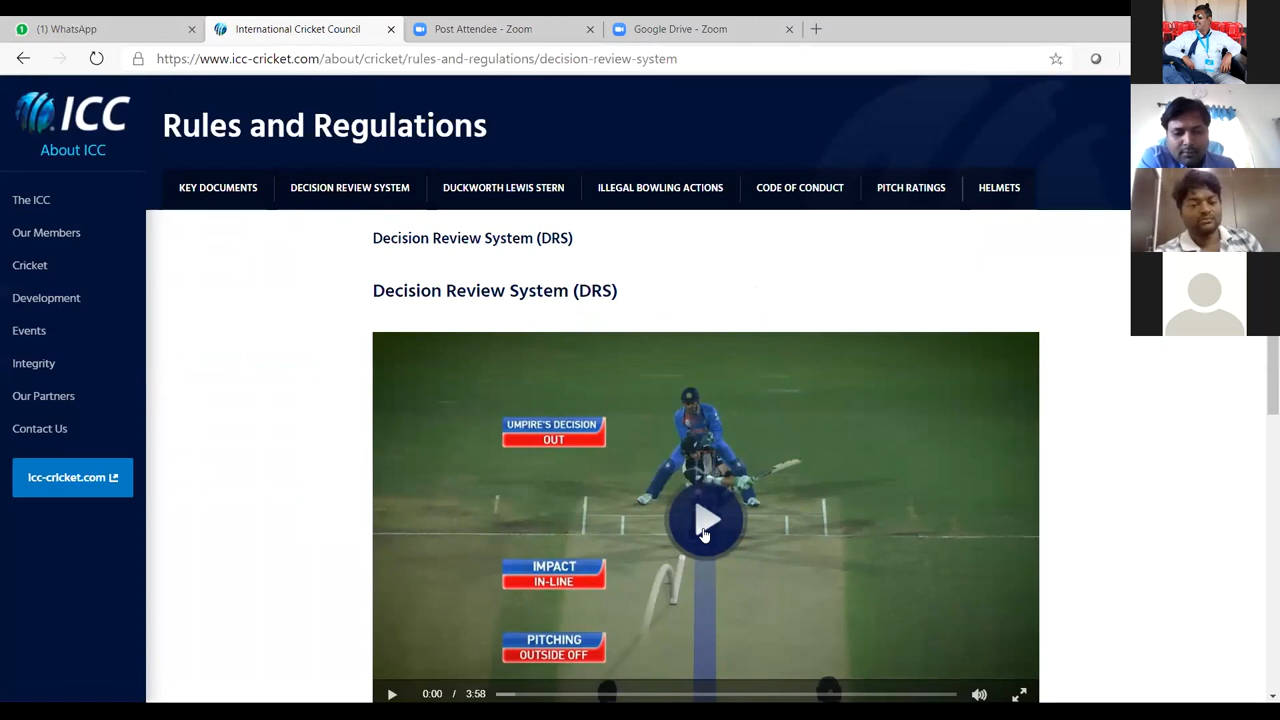 (1) WhatsApp
International Cricket Council
Post Attendee - Zoom
Google Drive - Zoom
https://www.icc-cricket.com/about/cricket/rules-and-regulations/decision-review-system
ICC
About ICC
Rules and Regulations
KEY DOCUMENTS
DECISION REVIEW SYSTEM
DUCKWORTH LEWIS STERN
ILLEGAL BOWLING ACTIONS
CODE OF CONDUCT
PITCH RATINGS
HELMETS
The ICC
Our Members
Cricket
Development
Events
Integrity
Our Partners
Contact Us
icc-cricket.com
Decision Review System (DRS)
Decision Review System (DRS)
UMPIRE'S DECISION
OUT
IMPACT
IN-LINE
PITCHING
OUTSIDE OFF
0:00 / 3:58